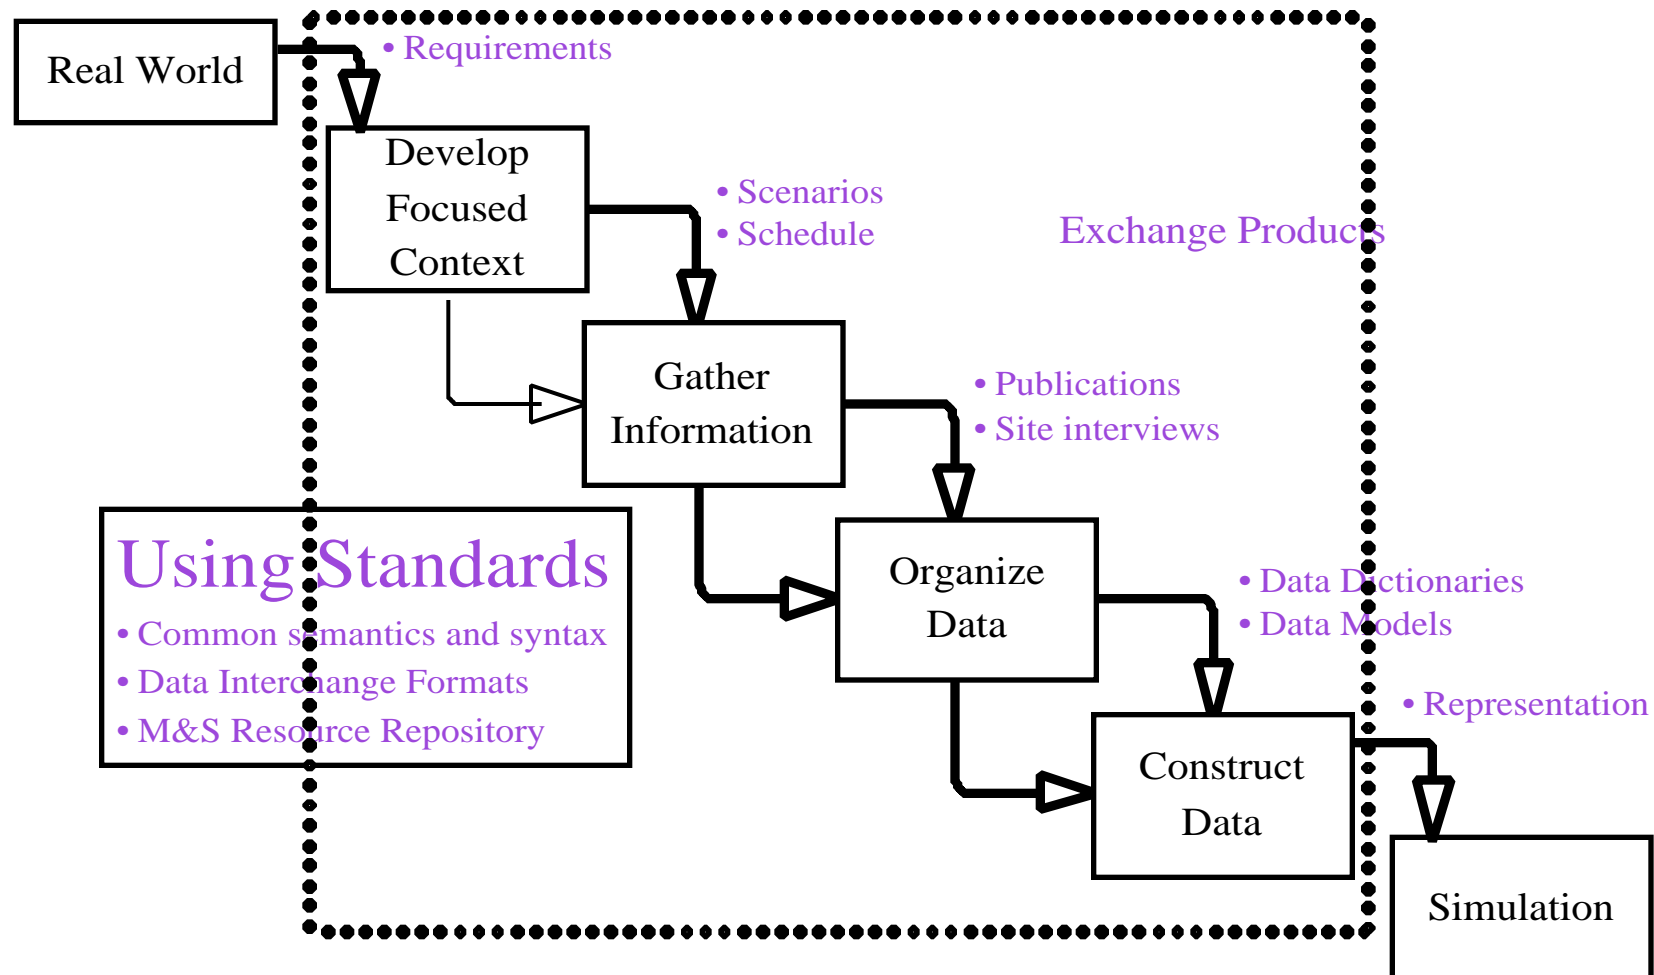 Real World
• Requirements
Develop
Focused
Context
• Scenarios
• Schedule
Exchange Products
Gather
Information
• Publications
• Site interviews
Using Standards
• Common semantics and syntax
• Data Interchange Formats
• M&S Resource Repository
Organize
Data
• Data Dictionaries
• Data Models
Construct
Data
• Representation
Simulation